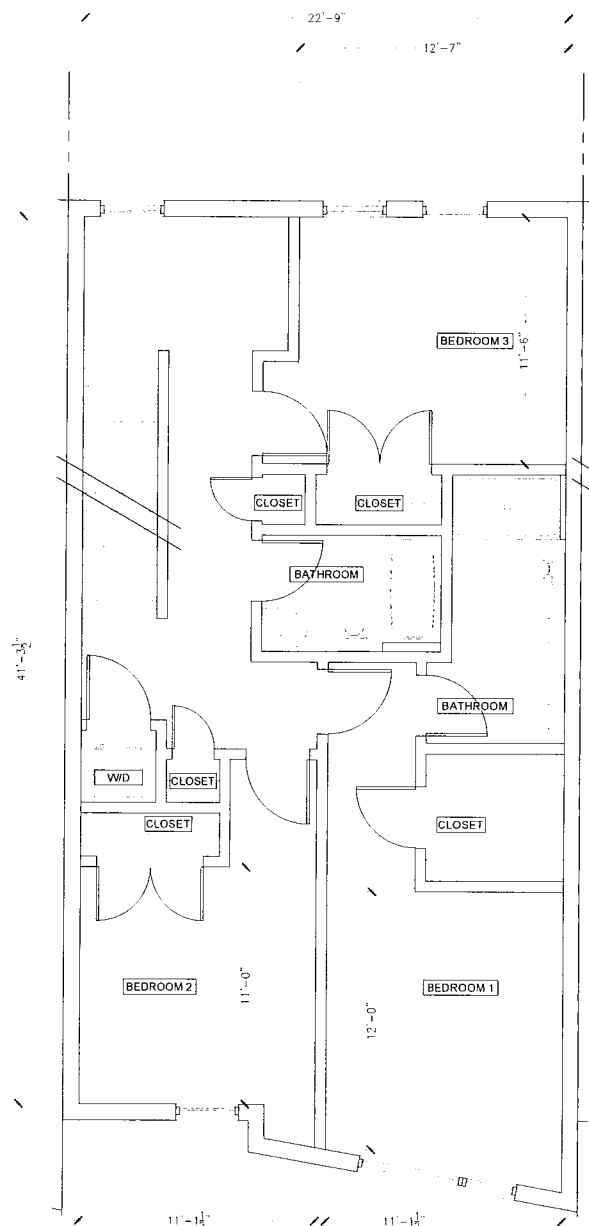 22'-9"
12'-7"
BEDROOM 3
11'-6"
CLOSET
CLOSET
BATHROOM
41'-3½"
BATHROOM
W/D
CLOSET
CLOSET
CLOSET
BEDROOM 2
BEDROOM 1
11'-0"
12'-0"
11'-1½"
11'-1½"